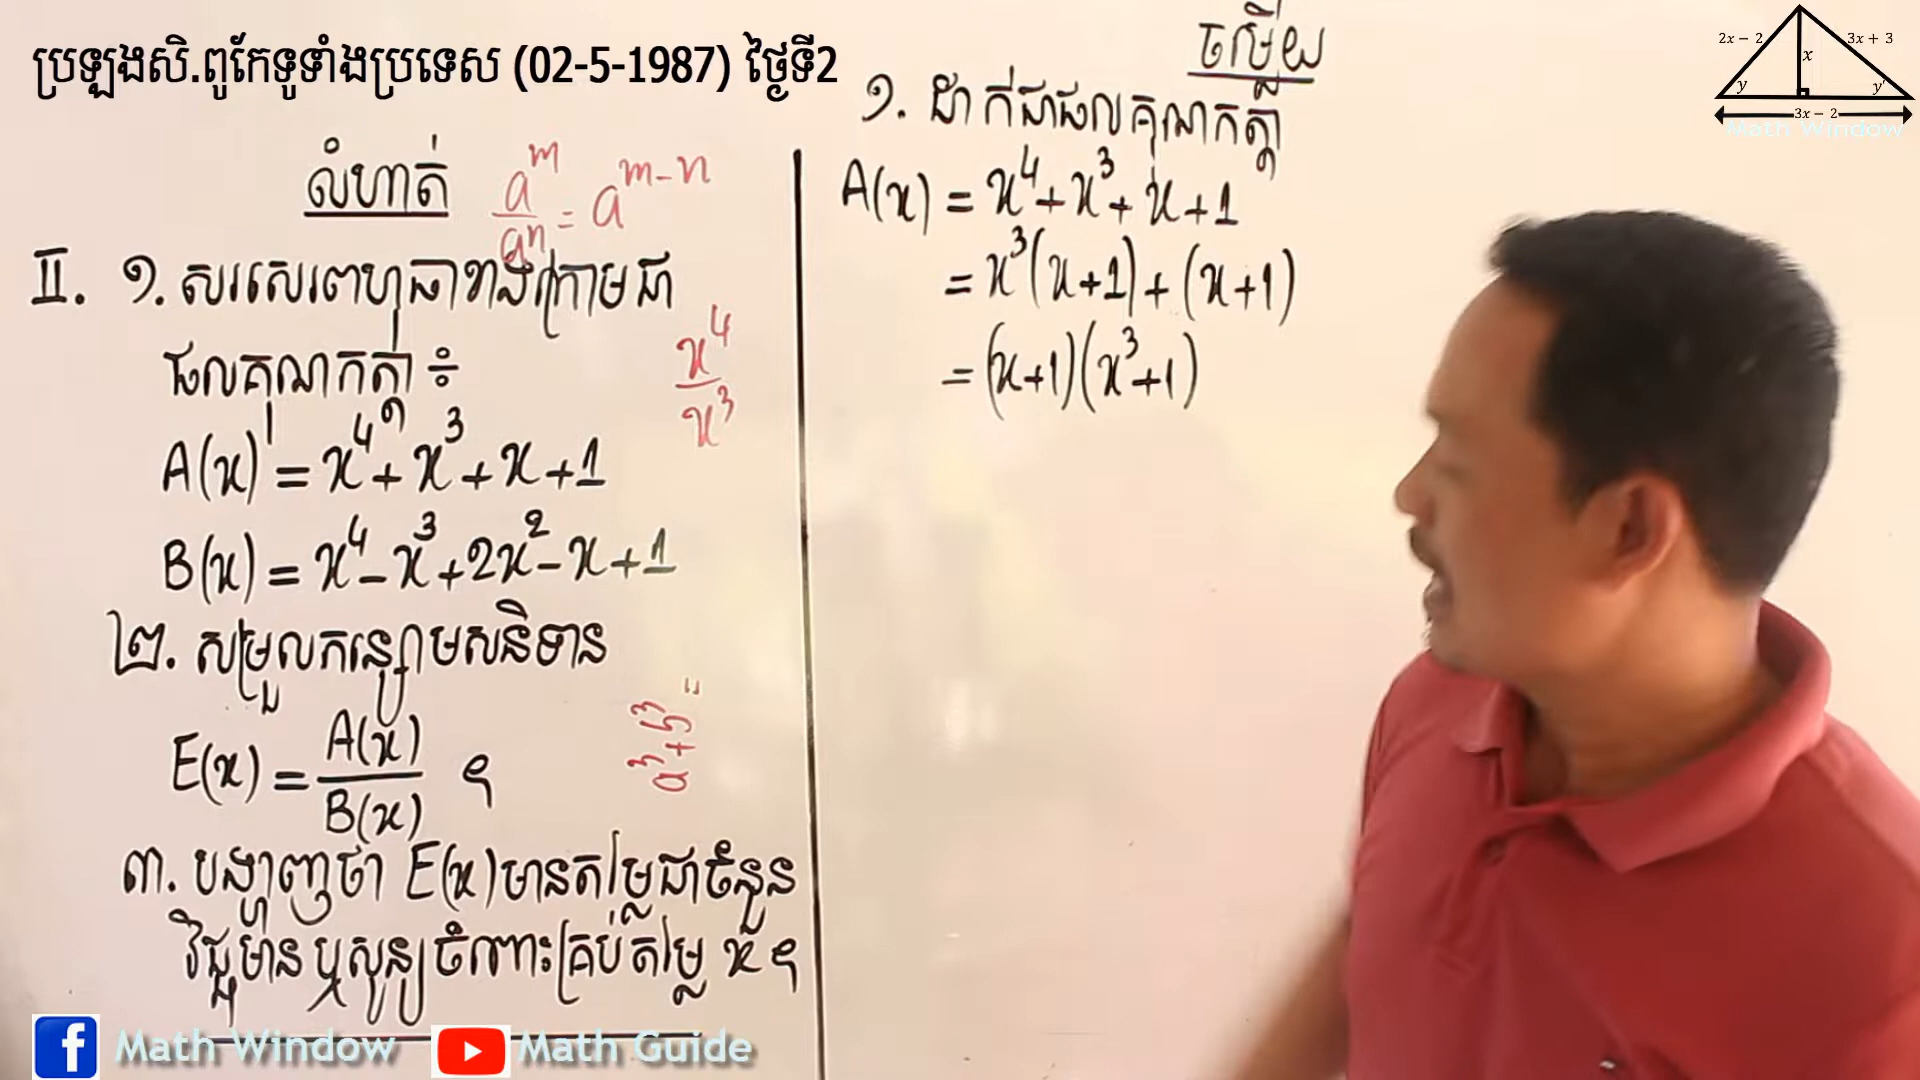 ប្រឡងសិ.ពូកែទូទាំងប្រទេស (02-5-1987) ថ្ងៃទី2
លំហាត់
a^m/a^n = a^{m-n}
II. ១. សរសេរពហុធាខាងក្រោមជា
ផលគុណកត្តា ៖
x^4/x^3
A(x) = x^4 + x^3 + x + 1
B(x) = x^4 - x^3 + 2x^2 - x + 1
២. សម្រួលកន្សោមសនិទាន
E(x) = A(x)/B(x) ។
a^3+b^3
៣. បង្ហាញថា E(x) មានតម្លៃជាចំនួន
វិជ្ជមាន ឬសូន្យ ចំពោះគ្រប់តម្លៃ x ។
Math Window
Math Guide
ចម្លើយ
១. ដាក់ជាផលគុណកត្តា
A(x) = x^4 + x^3 + x + 1
= x^3(x+1) + (x+1)
= (x+1)(x^3+1)
2x − 2
3x + 3
x
y
y'
3x − 2
Math Window